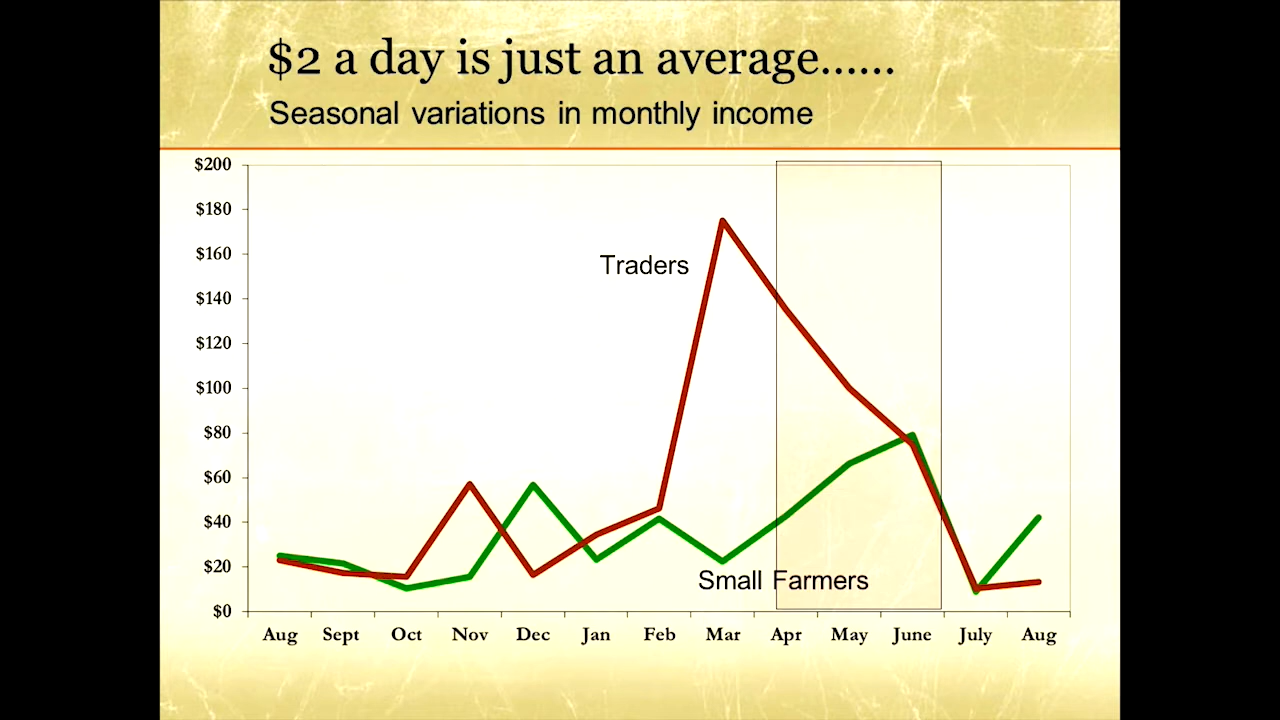 $2 a day is just an average......
Seasonal variations in monthly income
$200
$180
$160
$140
$120
$100
$80
$60
$40
$20
$0
Traders
Small Farmers
Aug Sept Oct Nov Dec Jan Feb Mar Apr May June July Aug